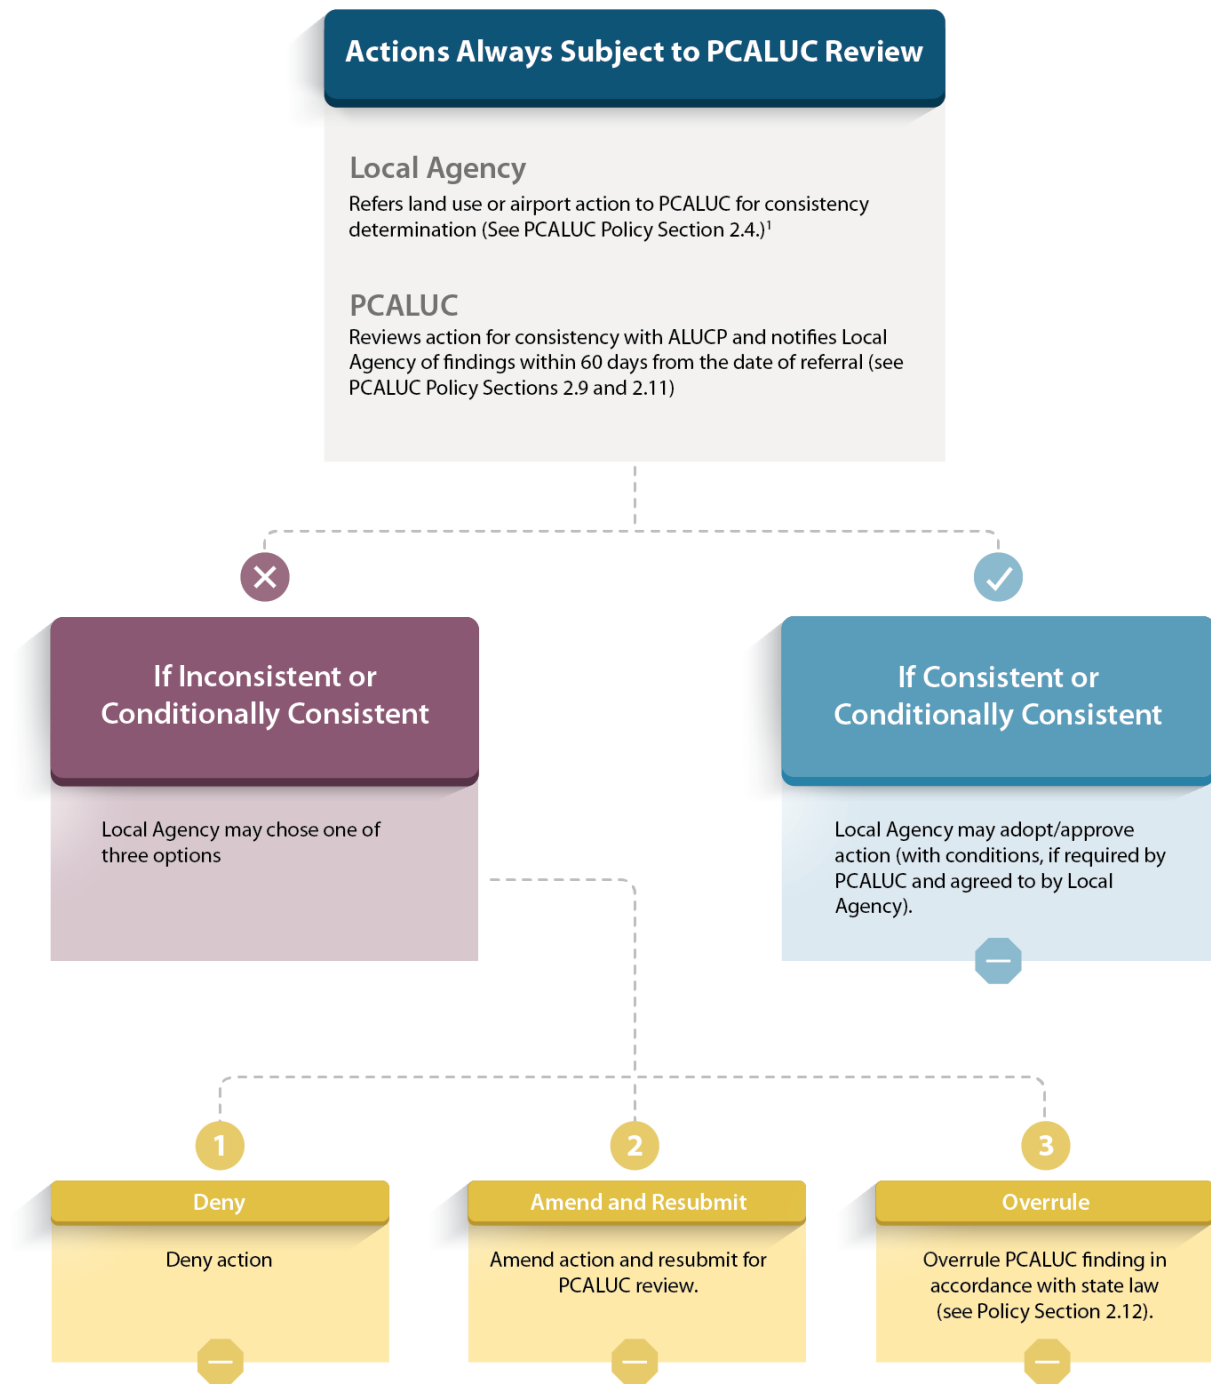 Actions Always Subject to PCALUC Review
Local Agency
Refers land use or airport action to PCALUC for consistency
determination (See PCALUC Policy Section 2.4.)¹
PCALUC
Reviews action for consistency with ALUCP and notifies Local
Agency of findings within 60 days from the date of referral (see
PCALUC Policy Sections 2.9 and 2.11)
If Inconsistent or
Conditionally Consistent
Local Agency may chose one of
three options
If Consistent or
Conditionally Consistent
Local Agency may adopt/approve
action (with conditions, if required by
PCALUC and agreed to by Local
Agency).
1
Deny
Deny action
2
Amend and Resubmit
Amend action and resubmit for
PCALUC review.
3
Overrule
Overrule PCALUC finding in
accordance with state law
(see Policy Section 2.12).